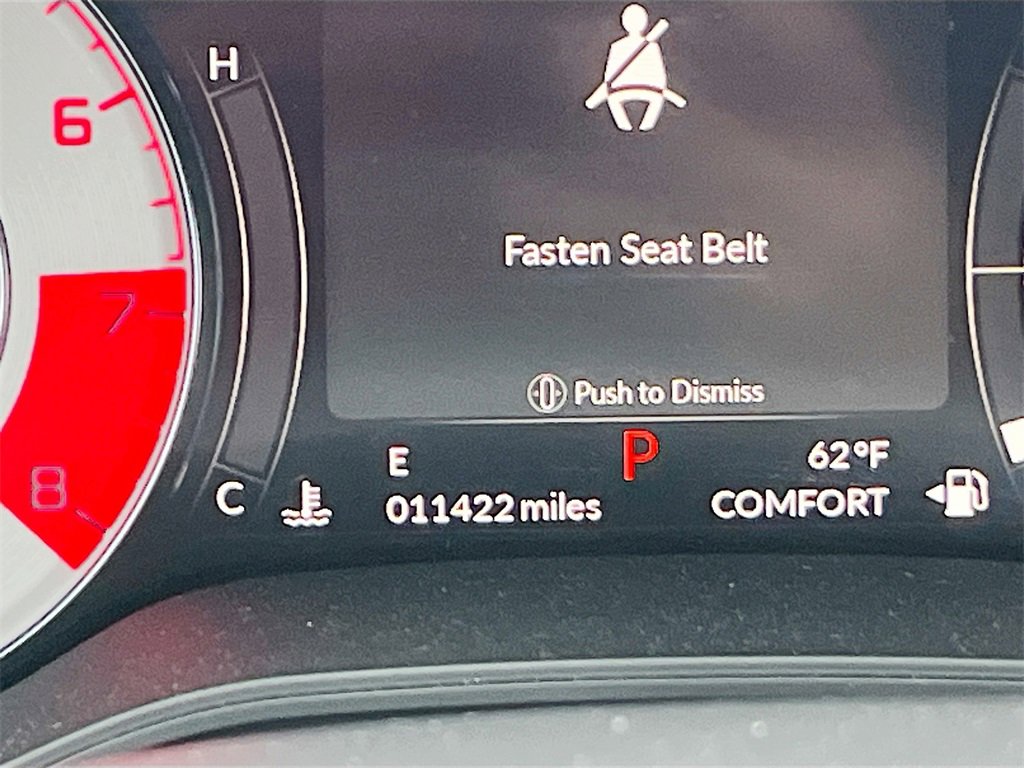 H
6
7
8
Fasten Seat Belt
Push to Dismiss
C
E
P
62°F
011422 miles
COMFORT